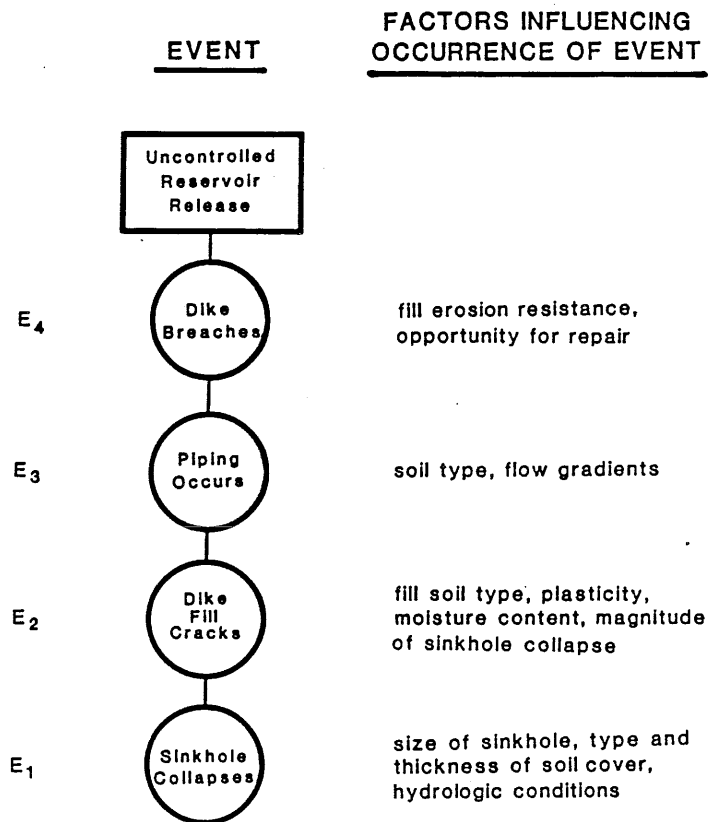 EVENT
FACTORS INFLUENCING
OCCURRENCE OF EVENT
Uncontrolled
Reservoir
Release
E4
Dike
Breaches
fill erosion resistance,
opportunity for repair
E3
Piping
Occurs
soil type, flow gradients
E2
Dike
Fill
Cracks
fill soil type, plasticity,
moisture content, magnitude
of sinkhole collapse
E1
Sinkhole
Collapses
size of sinkhole, type and
thickness of soil cover,
hydrologic conditions